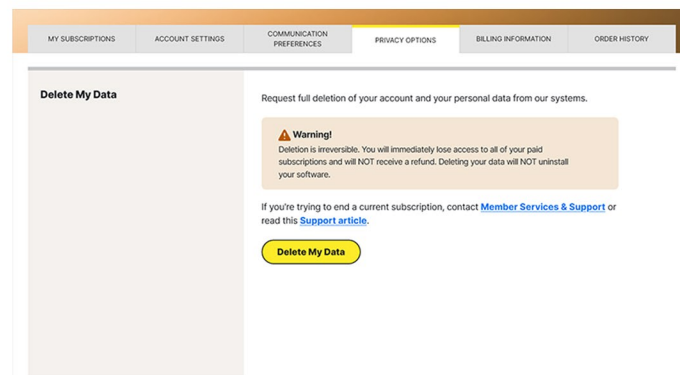 MY SUBSCRIPTIONS
ACCOUNT SETTINGS
COMMUNICATION
PREFERENCES
PRIVACY OPTIONS
BILLING INFORMATION
ORDER HISTORY
Delete My Data
Request full deletion of your account and your personal data from our systems.
Warning!
Deletion is irreversible. You will immediately lose access to all of your paid
subscriptions and will NOT receive a refund. Deleting your data will NOT uninstall
your software.
If you're trying to end a current subscription, contact Member Services & Support or
read this Support article.
Delete My Data